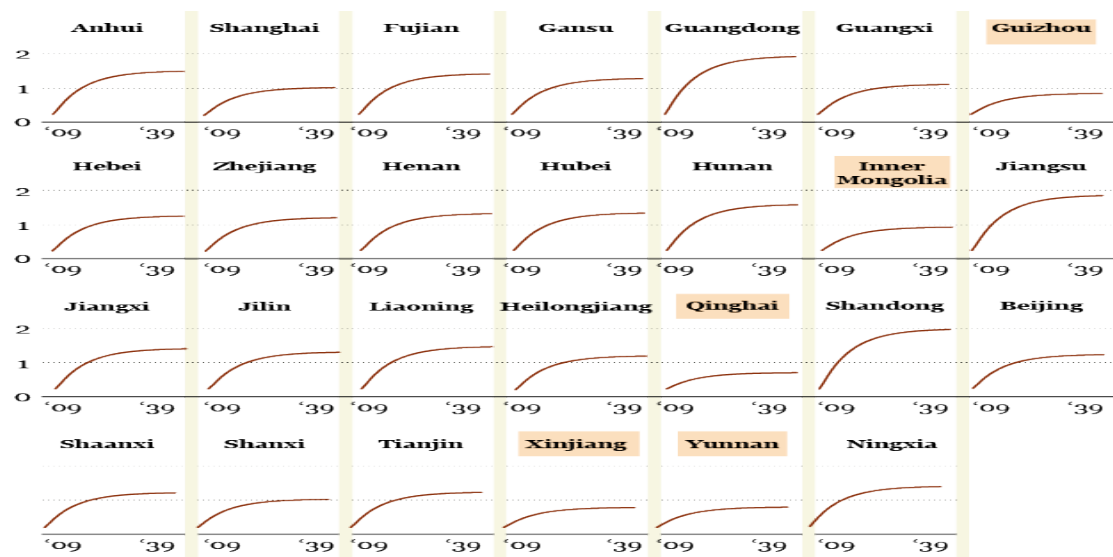 Anhui Shanghai Fujian Gansu Guangdong Guangxi Guizhou
2
1
0
‘09 ‘39 ‘09 ‘39 ‘09 ‘39 ‘09 ‘39 ‘09 ‘39 ‘09 ‘39 ‘09 ‘39
Hebei Zhejiang Henan Hubei Hunan Inner Jiangsu
Mongolia
2
1
0
‘09 ‘39 ‘09 ‘39 ‘09 ‘39 ‘09 ‘39 ‘09 ‘39 ‘09 ‘39 ‘09 ‘39
Jiangxi Jilin Liaoning Heilongjiang Qinghai Shandong Beijing
2
1
0
‘09 ‘39 ‘09 ‘39 ‘09 ‘39 ‘09 ‘39 ‘09 ‘39 ‘09 ‘39 ‘09 ‘39
Shaanxi Shanxi Tianjin Xinjiang Yunnan Ningxia
‘09 ‘39 ‘09 ‘39 ‘09 ‘39 ‘09 ‘39 ‘09 ‘39 ‘09 ‘39